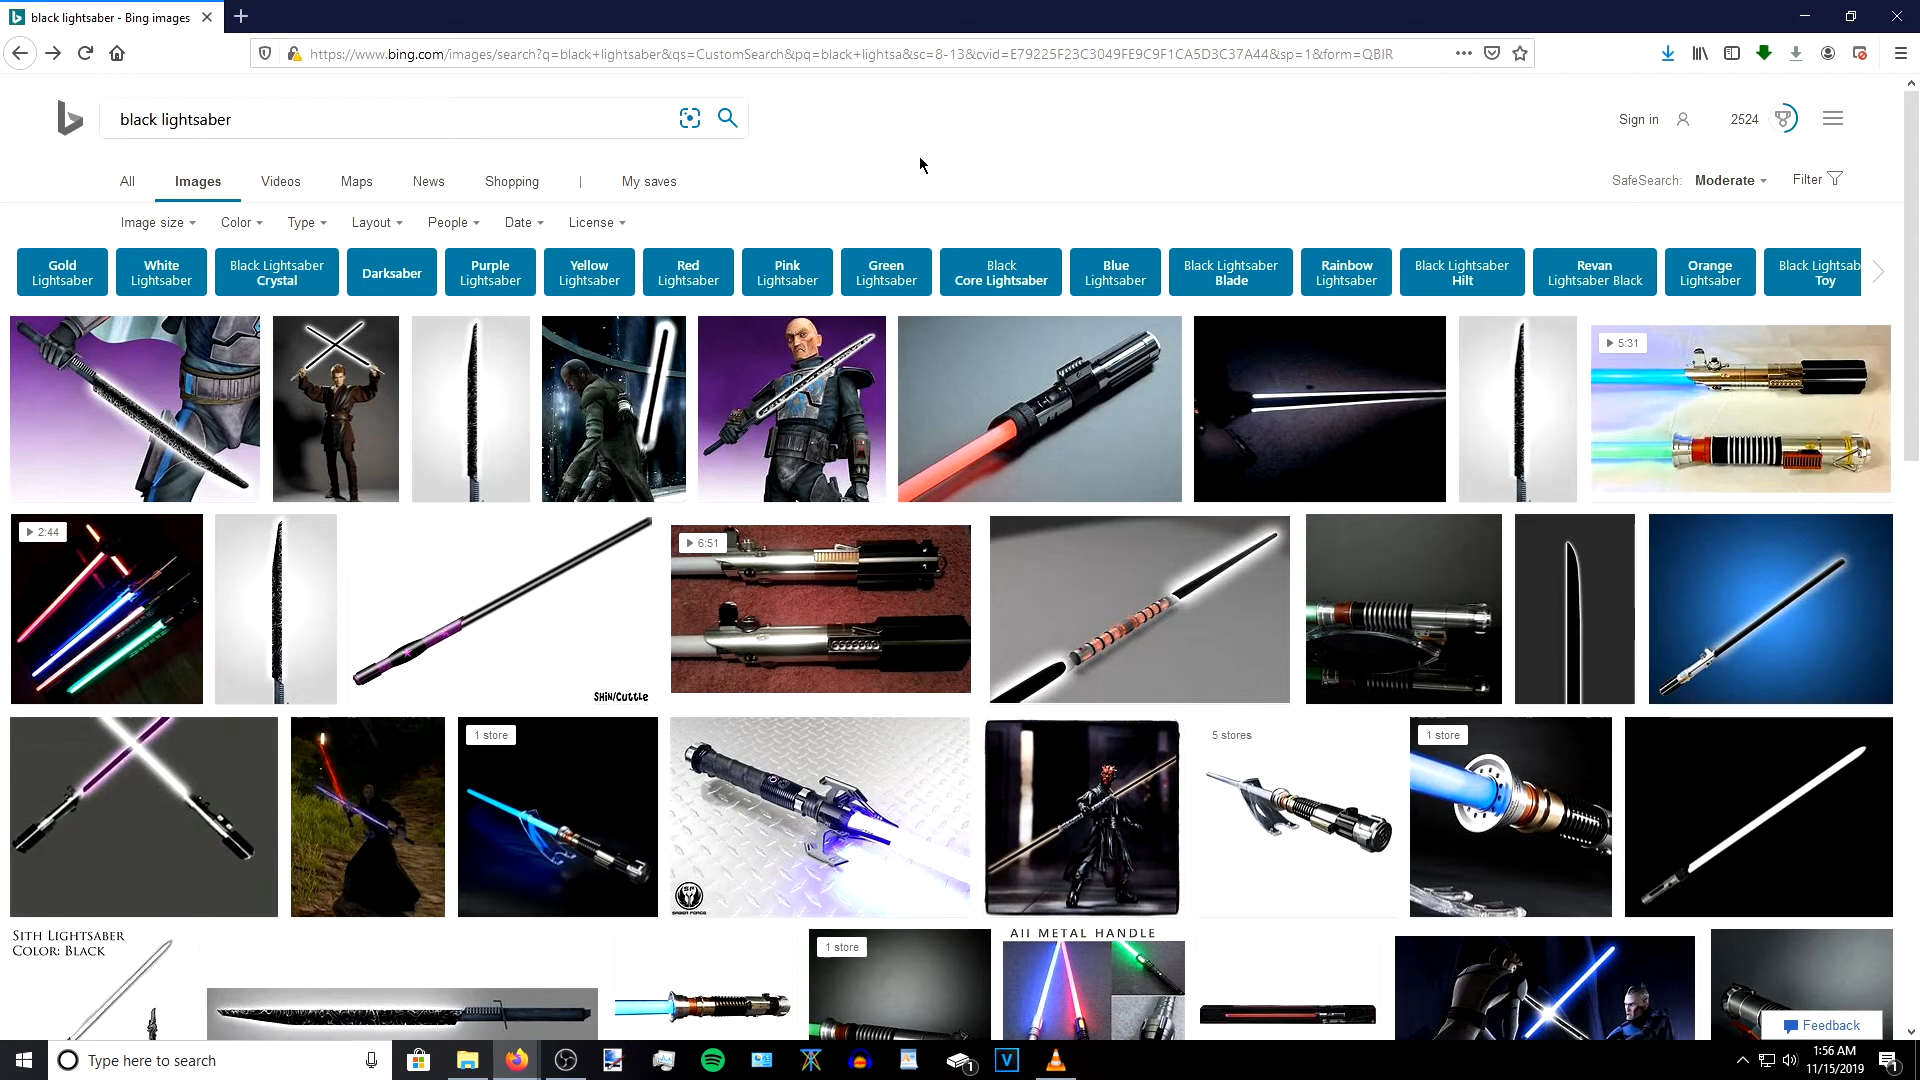 black lightsaber - Bing images
https://www.bing.com/images/search?q=black+lightsaber&qs=CustomSearch&pq=black+lightsa&sc=8-13&cvid=E79225F23C3049FE9C9F1CA5D3C37A44&sp=1&form=QBIR
black lightsaber
Sign in
2524
All
Images
Videos
Maps
News
Shopping
|
My saves
SafeSearch:
Moderate
Filter
Image size
Color
Type
Layout
People
Date
License
Gold
Lightsaber
White
Lightsaber
Black Lightsaber
Crystal
Darksaber
Purple
Lightsaber
Yellow
Lightsaber
Red
Lightsaber
Pink
Lightsaber
Green
Lightsaber
Black
Core Lightsaber
Blue
Lightsaber
Black Lightsaber
Blade
Rainbow
Lightsaber
Black Lightsaber
Hilt
Revan
Lightsaber Black
Orange
Lightsaber
Black Lightsab
Toy
5:31
2:44
SHIN/CUTTLE
6:51
1 store
SF
SABER FORGE
5 stores
1 store
SITH LIGHTSABER
COLOR: BLACK
1 store
All METAL HANDLE
Feedback
Type here to search
1
V
1:56 AM
11/15/2019
1